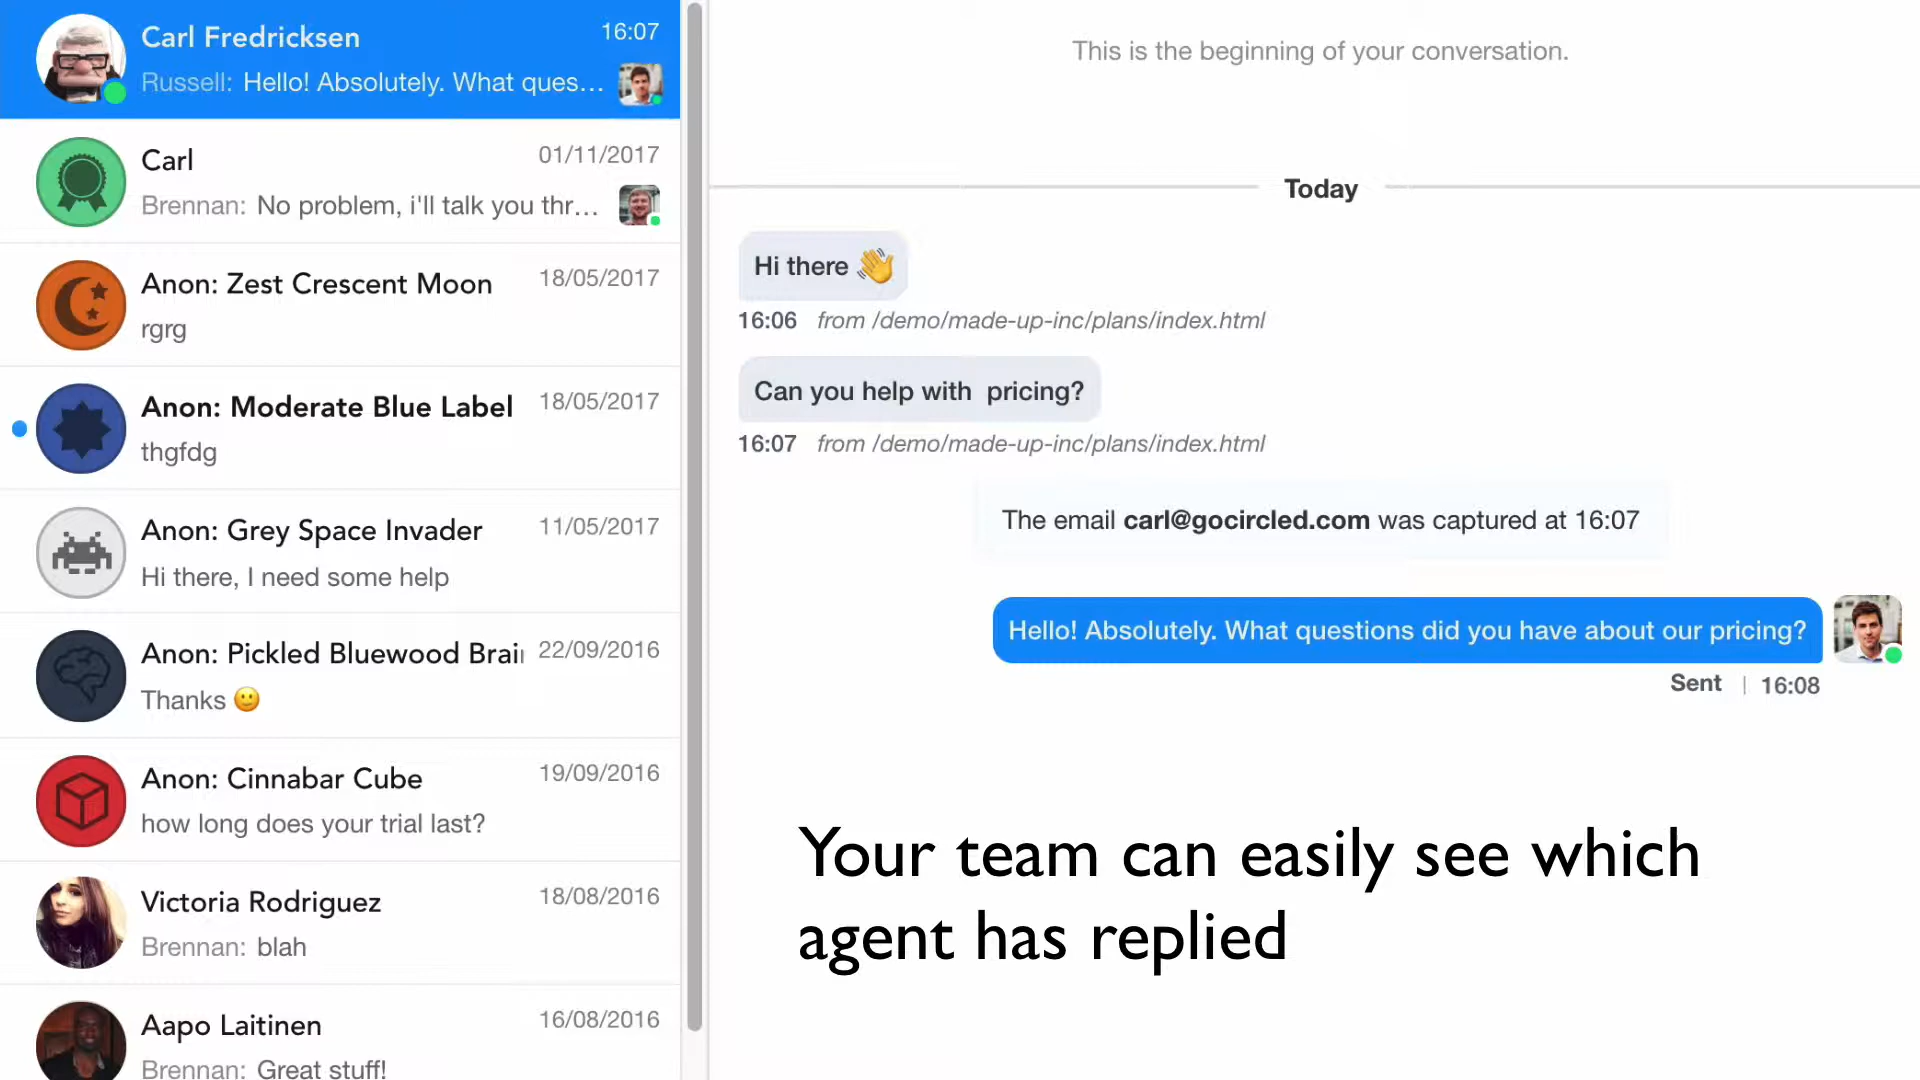 Carl Fredricksen 16:07
Russell: Hello! Absolutely. What ques...
Carl 01/11/2017
Brennan: No problem, i'll talk you thr...
Anon: Zest Crescent Moon 18/05/2017
rgrg
Anon: Moderate Blue Label 18/05/2017
thgfdg
Anon: Grey Space Invader 11/05/2017
Hi there, I need some help
Anon: Pickled Bluewood Brai 22/09/2016
Thanks 🙂
Anon: Cinnabar Cube 19/09/2016
how long does your trial last?
Victoria Rodriguez 18/08/2016
Brennan: blah
Aapo Laitinen 16/08/2016
Brennan: Great stuff!
This is the beginning of your conversation.
Today
Hi there 👋
16:06 from /demo/made-up-inc/plans/index.html
Can you help with  pricing?
16:07 from /demo/made-up-inc/plans/index.html
The email carl@gocircled.com was captured at 16:07
Hello! Absolutely. What questions did you have about our pricing?
Sent | 16:08
Your team can easily see which
agent has replied